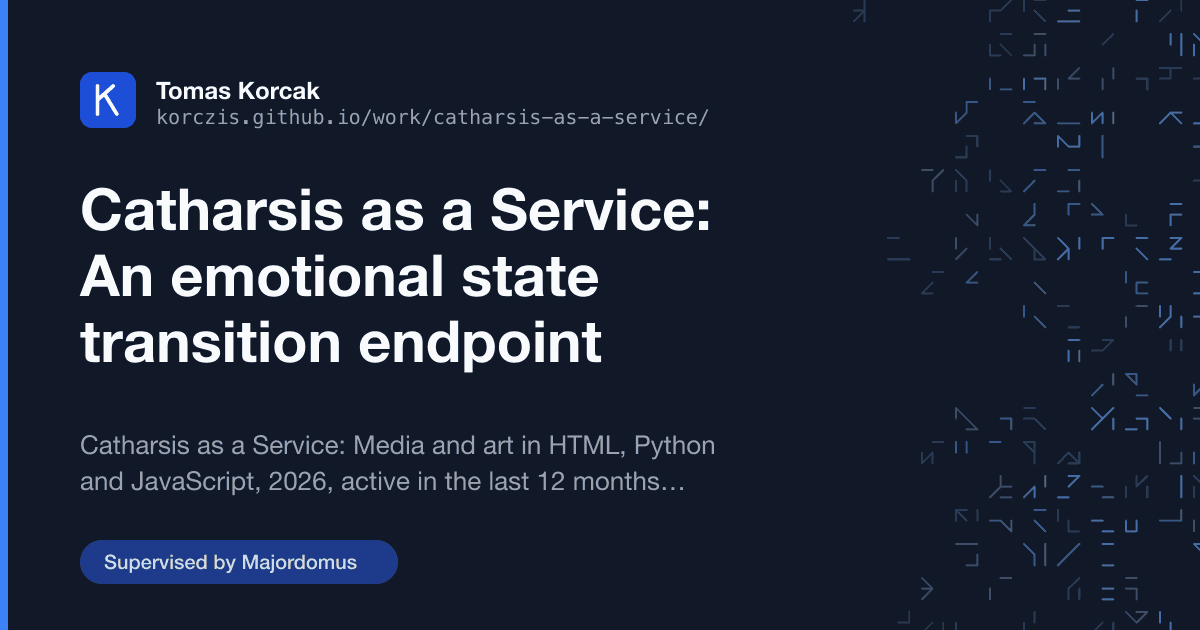 K
Tomas Korcak
korczis.github.io/work/catharsis-as-a-service/
Catharsis as a Service:
An emotional state
transition endpoint
Catharsis as a Service: Media and art in HTML, Python
and JavaScript, 2026, active in the last 12 months…
Supervised by Majordomus